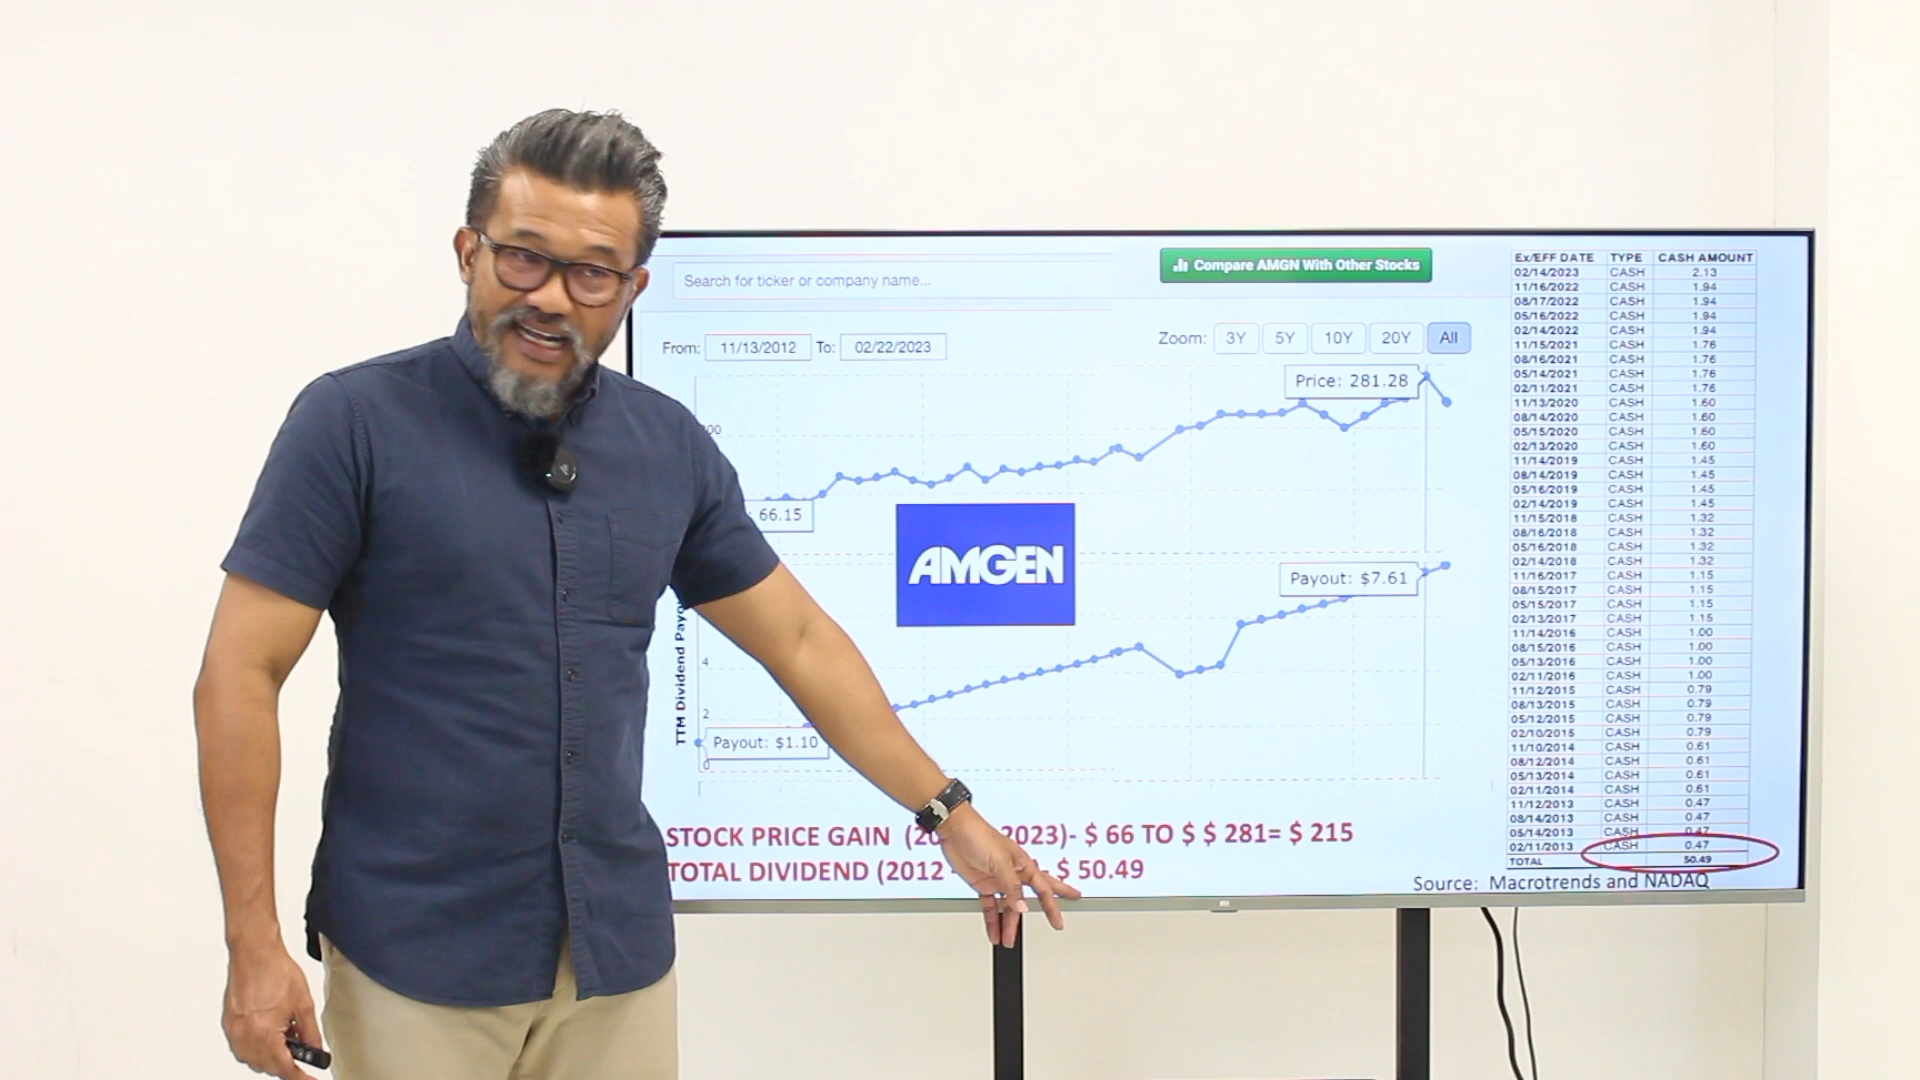 Search for ticker or company name...
Compare AMGN With Other Stocks
From: 11/13/2012 To: 02/22/2023
Zoom: 3Y 5Y 10Y 20Y All
Price: 281.28
66.15
AMGEN
Payout: $7.61
TTM Dividend
4
2
Payout: $1.10
0
STOCK PRICE GAIN 2023)- $ 66 TO $ $ 281= $ 215
TOTAL DIVIDEND (2012 $ 50.49
Ex/EFF DATE TYPE CASH AMOUNT
02/14/2023 CASH 2.13
11/16/2022 CASH 1.94
08/17/2022 CASH 1.94
05/16/2022 CASH 1.94
02/14/2022 CASH 1.94
11/15/2021 CASH 1.76
08/16/2021 CASH 1.76
05/14/2021 CASH 1.76
02/11/2021 CASH 1.76
11/13/2020 CASH 1.60
08/14/2020 CASH 1.60
05/15/2020 CASH 1.60
02/13/2020 CASH 1.60
11/14/2019 CASH 1.45
08/14/2019 CASH 1.45
05/16/2019 CASH 1.45
02/14/2019 CASH 1.45
11/15/2018 CASH 1.32
08/16/2018 CASH 1.32
05/16/2018 CASH 1.32
02/14/2018 CASH 1.32
11/16/2017 CASH 1.15
08/15/2017 CASH 1.15
05/15/2017 CASH 1.15
02/13/2017 CASH 1.15
11/14/2016 CASH 1.00
08/15/2016 CASH 1.00
05/13/2016 CASH 1.00
02/11/2016 CASH 1.00
11/12/2015 CASH 0.79
08/13/2015 CASH 0.79
05/12/2015 CASH 0.79
02/10/2015 CASH 0.79
11/10/2014 CASH 0.61
08/12/2014 CASH 0.61
05/13/2014 CASH 0.61
02/11/2014 CASH 0.61
11/12/2013 CASH 0.47
08/14/2013 CASH 0.47
05/14/2013 CASH 0.47
02/11/2013 CASH 0.47
TOTAL 50.49
Source: Macrotrends and NADAQ